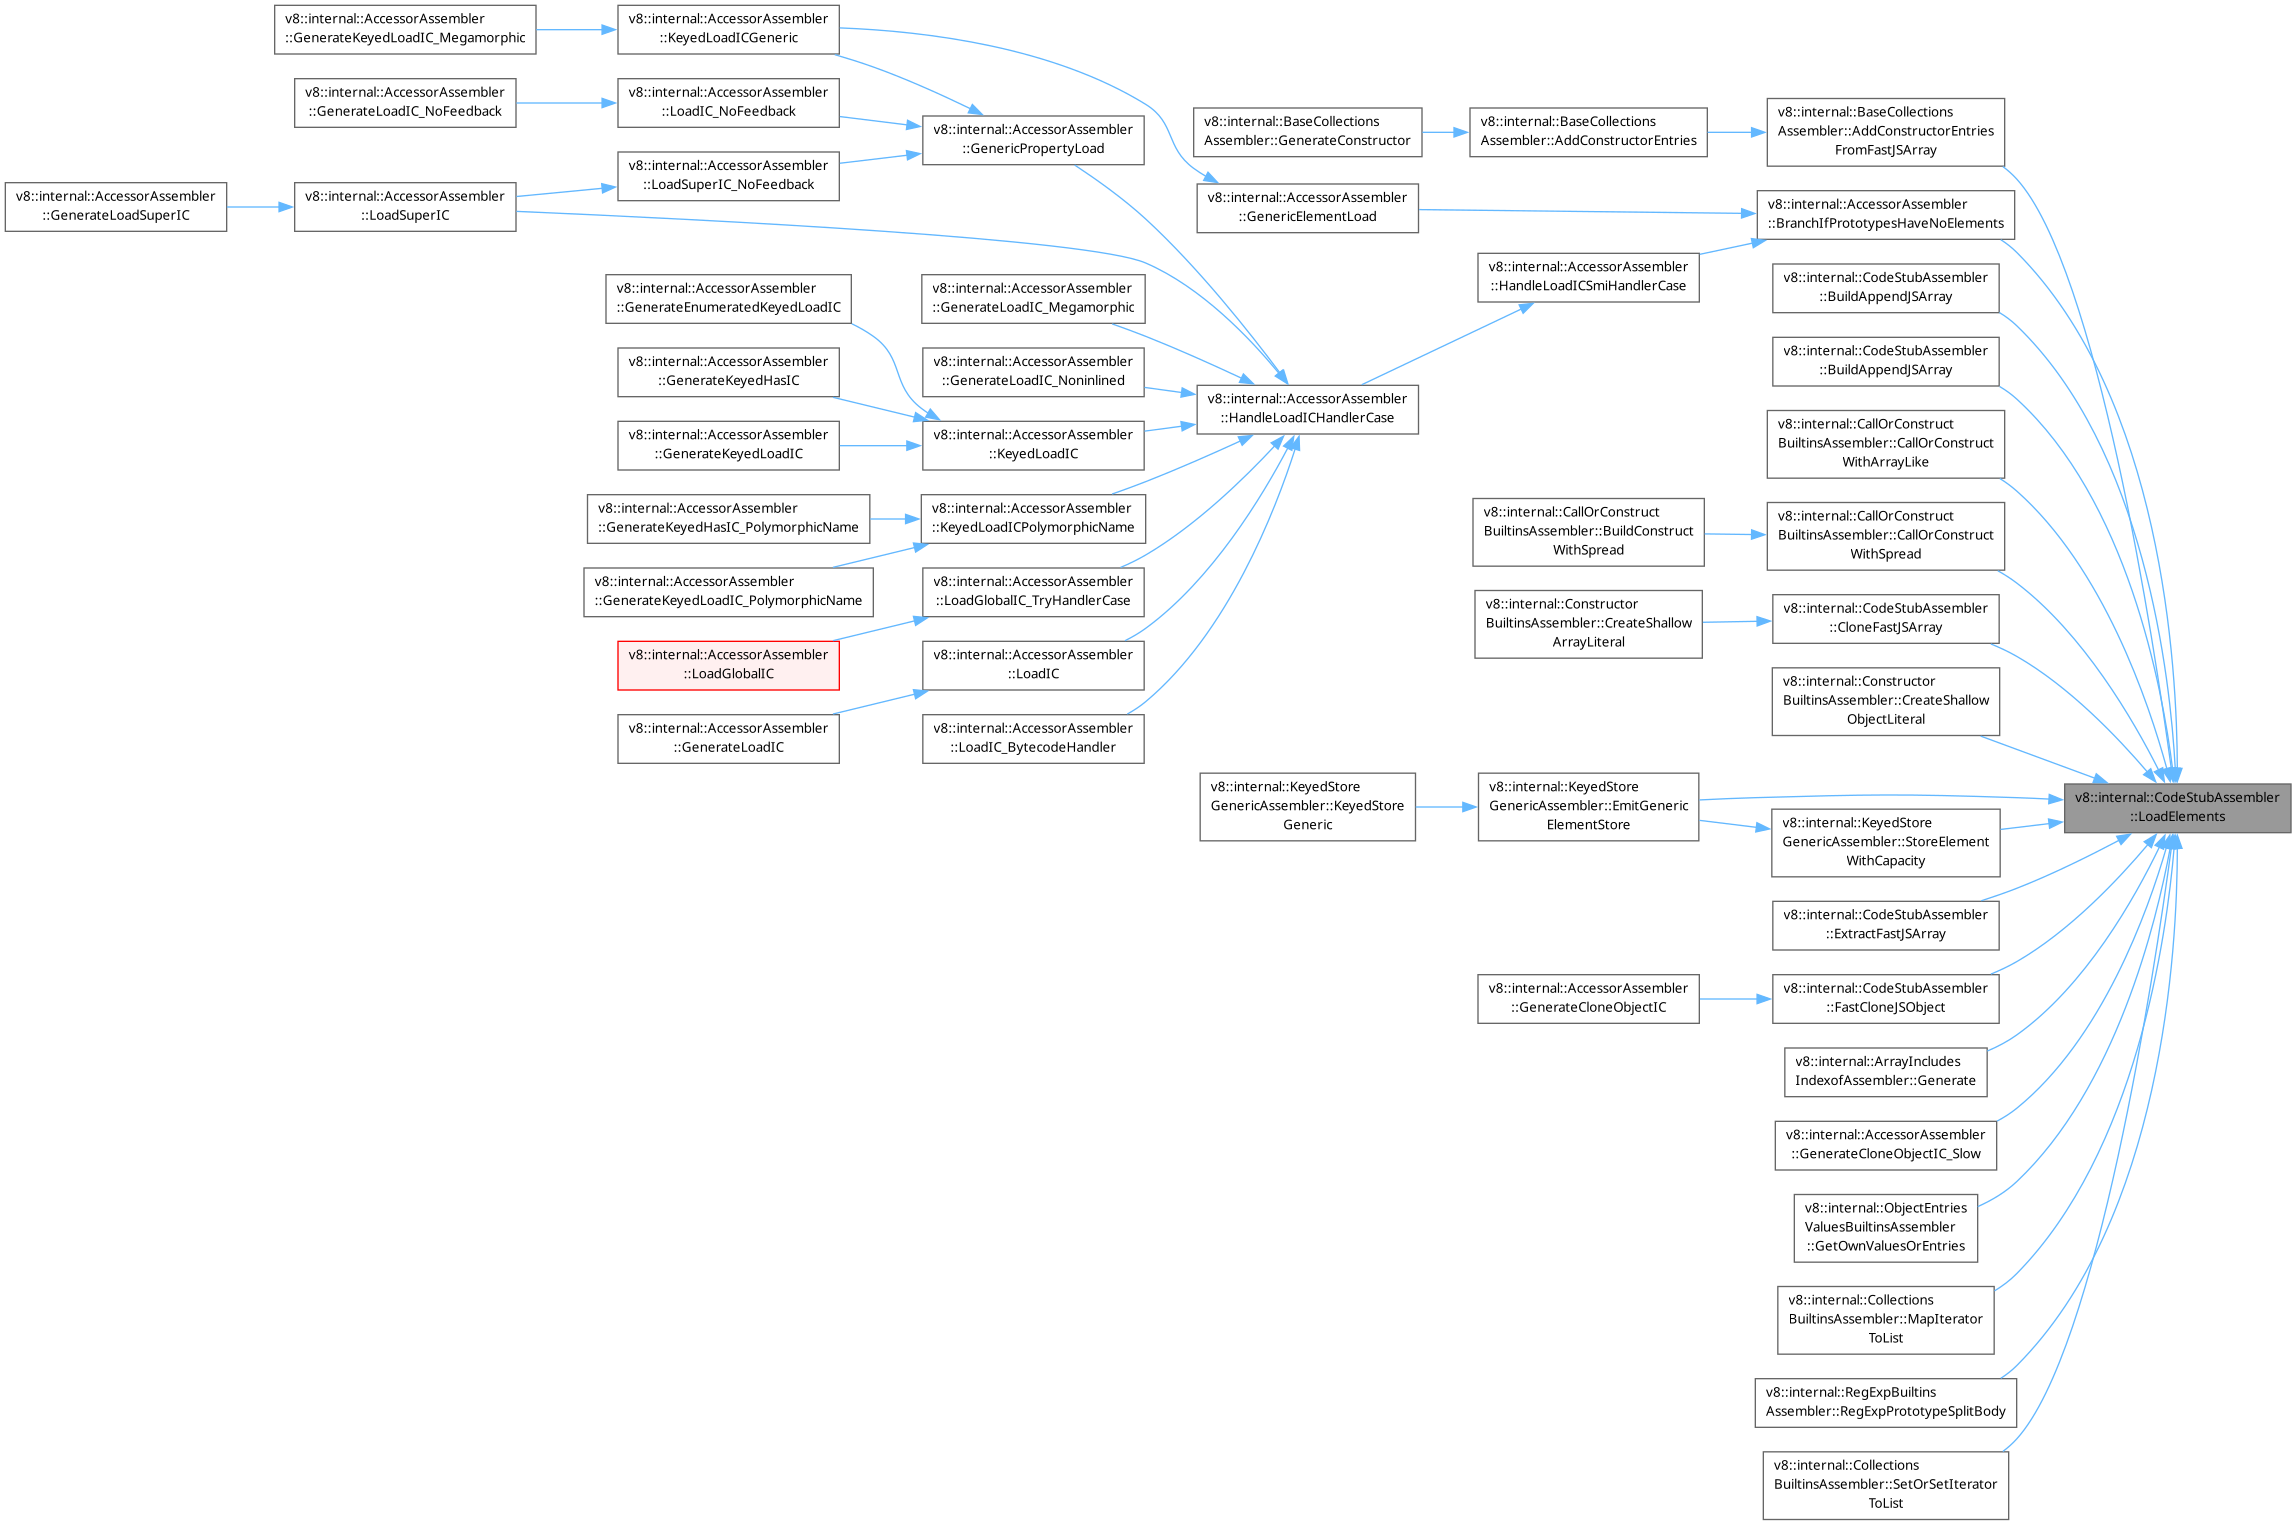 v8::internal::AccessorAssembler
::GenerateKeyedLoadIC_Megamorphic
v8::internal::AccessorAssembler
::KeyedLoadICGeneric
v8::internal::AccessorAssembler
::GenerateLoadIC_NoFeedback
v8::internal::AccessorAssembler
::LoadIC_NoFeedback
v8::internal::AccessorAssembler
::GenericPropertyLoad
v8::internal::BaseCollections
Assembler::GenerateConstructor
v8::internal::BaseCollections
Assembler::AddConstructorEntries
v8::internal::BaseCollections
Assembler::AddConstructorEntries
FromFastJSArray
v8::internal::AccessorAssembler
::GenerateLoadSuperIC
v8::internal::AccessorAssembler
::LoadSuperIC
v8::internal::AccessorAssembler
::LoadSuperIC_NoFeedback
v8::internal::AccessorAssembler
::GenericElementLoad
v8::internal::AccessorAssembler
::BranchIfPrototypesHaveNoElements
v8::internal::AccessorAssembler
::HandleLoadICSmiHandlerCase
v8::internal::CodeStubAssembler
::BuildAppendJSArray
v8::internal::AccessorAssembler
::GenerateEnumeratedKeyedLoadIC
v8::internal::AccessorAssembler
::GenerateLoadIC_Megamorphic
v8::internal::CodeStubAssembler
::BuildAppendJSArray
v8::internal::AccessorAssembler
::GenerateKeyedHasIC
v8::internal::AccessorAssembler
::GenerateLoadIC_Noninlined
v8::internal::AccessorAssembler
::HandleLoadICHandlerCase
v8::internal::CallOrConstruct
BuiltinsAssembler::CallOrConstruct
WithArrayLike
v8::internal::AccessorAssembler
::GenerateKeyedLoadIC
v8::internal::AccessorAssembler
::KeyedLoadIC
v8::internal::AccessorAssembler
::GenerateKeyedHasIC_PolymorphicName
v8::internal::AccessorAssembler
::KeyedLoadICPolymorphicName
v8::internal::CallOrConstruct
BuiltinsAssembler::BuildConstruct
WithSpread
v8::internal::CallOrConstruct
BuiltinsAssembler::CallOrConstruct
WithSpread
v8::internal::AccessorAssembler
::GenerateKeyedLoadIC_PolymorphicName
v8::internal::AccessorAssembler
::LoadGlobalIC_TryHandlerCase
v8::internal::Constructor
BuiltinsAssembler::CreateShallow
ArrayLiteral
v8::internal::CodeStubAssembler
::CloneFastJSArray
v8::internal::AccessorAssembler
::LoadGlobalIC
v8::internal::AccessorAssembler
::LoadIC
v8::internal::Constructor
BuiltinsAssembler::CreateShallow
ObjectLiteral
v8::internal::AccessorAssembler
::GenerateLoadIC
v8::internal::AccessorAssembler
::LoadIC_BytecodeHandler
v8::internal::KeyedStore
GenericAssembler::KeyedStore
Generic
v8::internal::KeyedStore
GenericAssembler::EmitGeneric
ElementStore
v8::internal::CodeStubAssembler
::LoadElements
v8::internal::KeyedStore
GenericAssembler::StoreElement
WithCapacity
v8::internal::CodeStubAssembler
::ExtractFastJSArray
v8::internal::AccessorAssembler
::GenerateCloneObjectIC
v8::internal::CodeStubAssembler
::FastCloneJSObject
v8::internal::ArrayIncludes
IndexofAssembler::Generate
v8::internal::AccessorAssembler
::GenerateCloneObjectIC_Slow
v8::internal::ObjectEntries
ValuesBuiltinsAssembler
::GetOwnValuesOrEntries
v8::internal::Collections
BuiltinsAssembler::MapIterator
ToList
v8::internal::RegExpBuiltins
Assembler::RegExpPrototypeSplitBody
v8::internal::Collections
BuiltinsAssembler::SetOrSetIterator
ToList